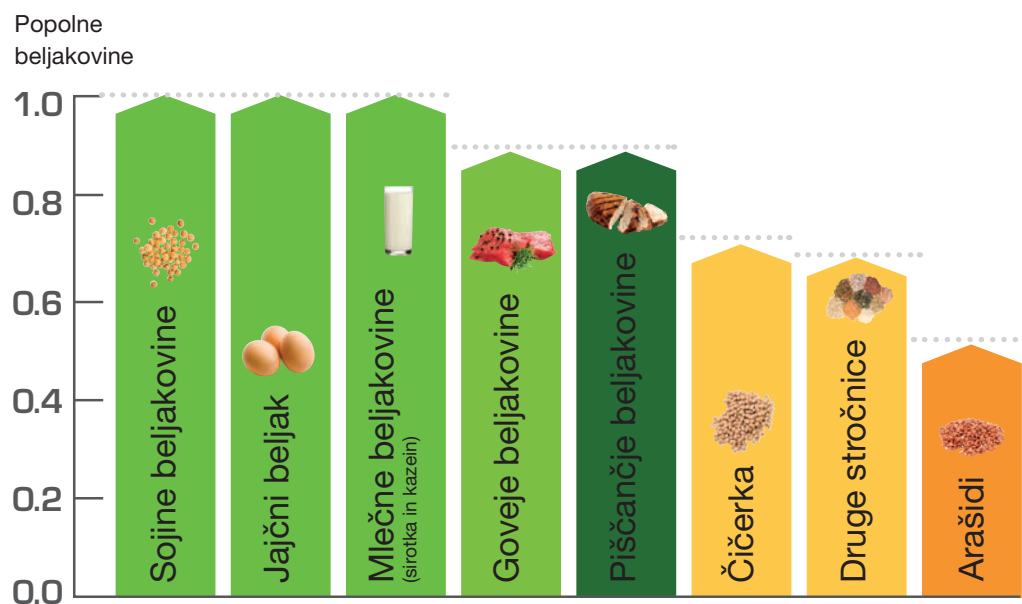 Popolne
beljakovine
1.0
0.8
0.6
0.4
0.2
0.0
Sojine beljakovine
Jajčni beljak
Mlečne beljakovine
(sirotka in kazein)
Goveje beljakovine
Piščančje beljakovine
Čičerka
Druge stročnice
Arašidi